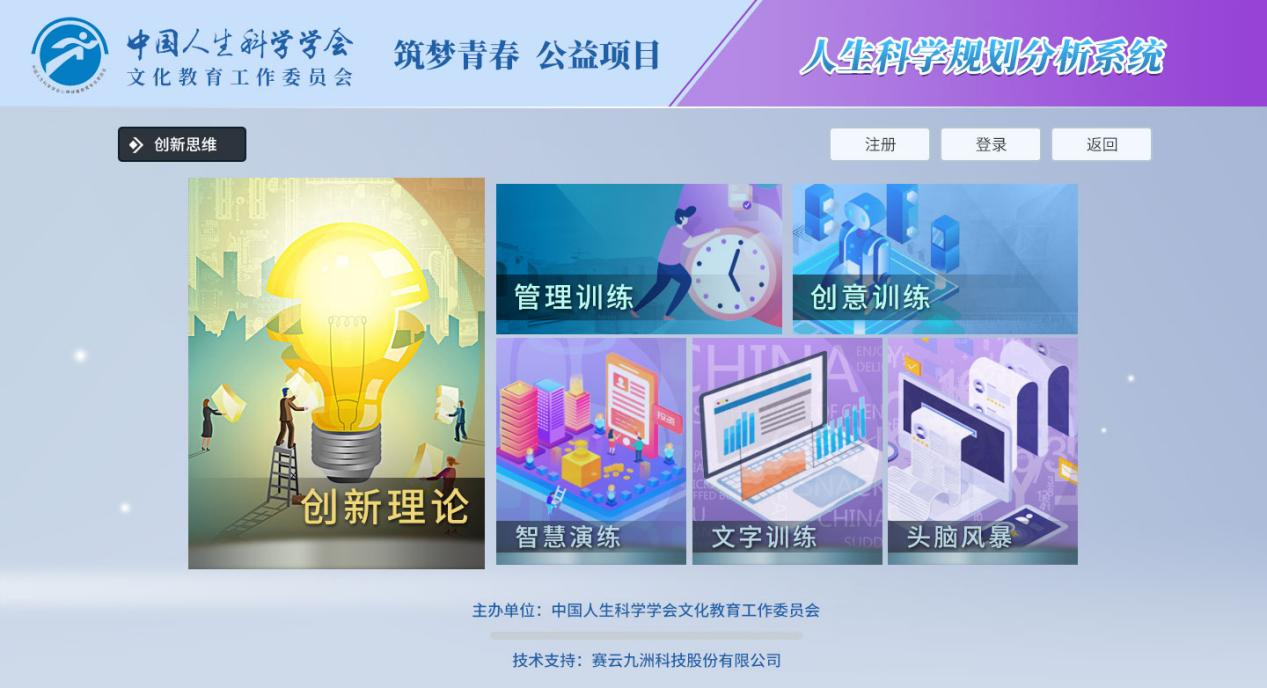 中国人生科学学会
文化教育工作委员会
筑梦青春 公益项目
人生科学规划分析系统
创新思维
注册
登录
返回
创新理论
管理训练
创意训练
智慧演练
文字训练
头脑风暴
CHINA
ENJOY
主办单位：中国人生科学学会文化教育工作委员会
技术支持：赛云九洲科技股份有限公司